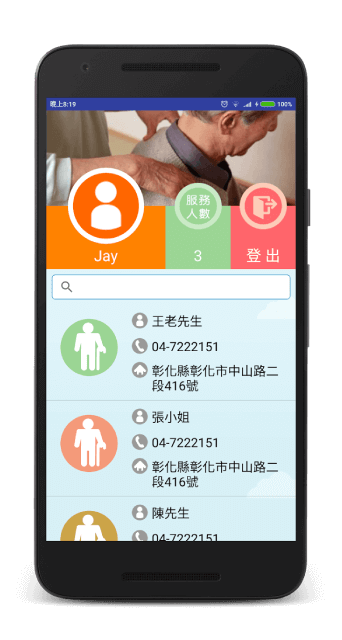 晚上8:19
100%
服務
人數
Jay
3
登出
王老先生
04-7222151
彰化縣彰化市中山路二
段416號
張小姐
04-7222151
彰化縣彰化市中山路二
段416號
陳先生
04-7222151